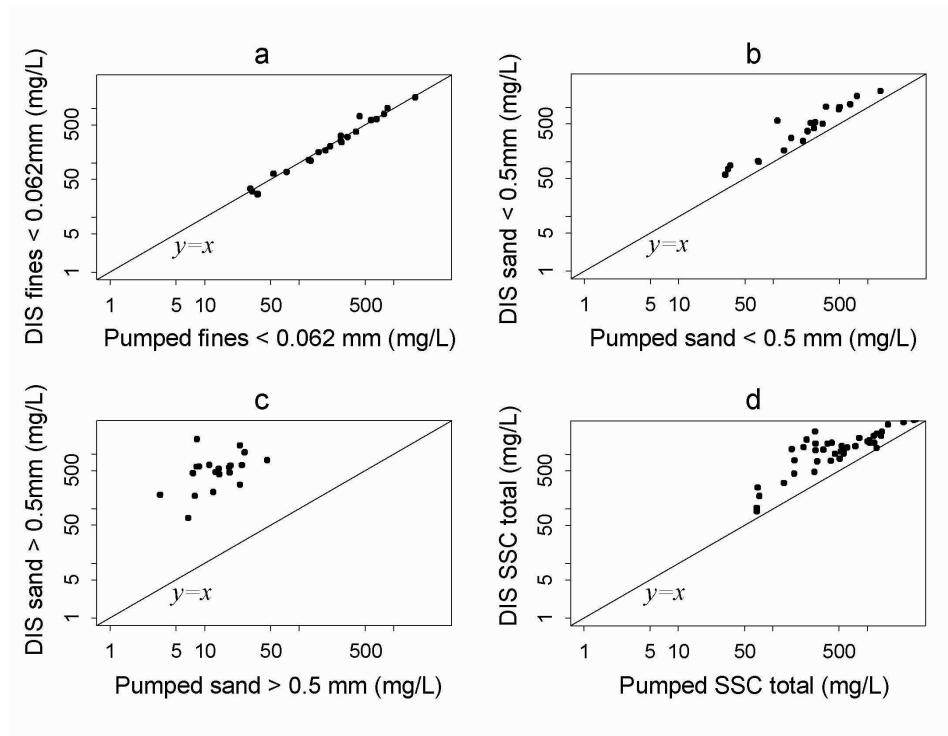 a
DIS fines < 0.062mm (mg/L)
500
50
5
1
y=x
1 5 10 50 500
Pumped fines < 0.062 mm (mg/L)
b
DIS sand < 0.5mm (mg/L)
500
50
5
1
y=x
1 5 10 50 500
Pumped sand < 0.5 mm (mg/L)
c
DIS sand > 0.5mm (mg/L)
500
50
5
1
y=x
1 5 10 50 500
Pumped sand > 0.5 mm (mg/L)
d
DIS SSC total (mg/L)
500
50
5
1
y=x
1 5 10 50 500
Pumped SSC total (mg/L)